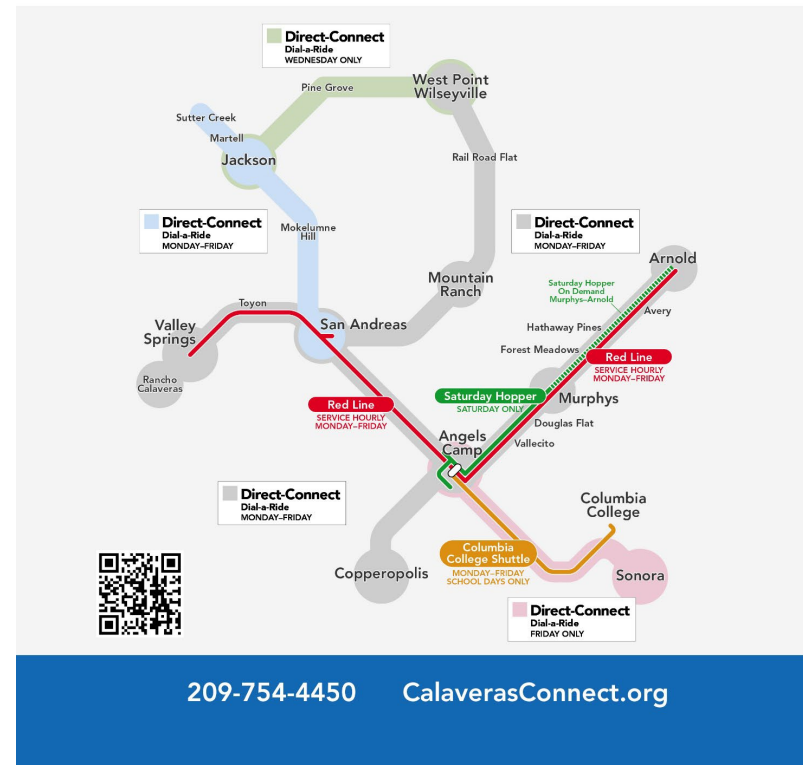 Direct-Connect
Dial-a-Ride
WEDNESDAY ONLY
West Point
Wilseyville
Pine Grove
Sutter Creek
Martell
Jackson
Rail Road Flat
Direct-Connect
Dial-a-Ride
MONDAY–FRIDAY
Mokelumne
Hill
Direct-Connect
Dial-a-Ride
MONDAY–FRIDAY
Arnold
Mountain
Ranch
Saturday Hopper
On Demand
Murphys–Arnold
Toyon
Avery
San Andreas
Valley
Springs
Hathaway Pines
Forest Meadows
Red Line
SERVICE HOURLY
MONDAY–FRIDAY
Rancho
Calaveras
Saturday Hopper
SATURDAY ONLY
Murphys
Red Line
SERVICE HOURLY
MONDAY–FRIDAY
Douglas Flat
Angels
Camp
Vallecito
Direct-Connect
Dial-a-Ride
MONDAY–FRIDAY
Columbia
College
Columbia
College Shuttle
MONDAY–FRIDAY
SCHOOL DAYS ONLY
Copperopolis
Sonora
Direct-Connect
Dial-a-Ride
FRIDAY ONLY
209-754-4450
CalaverasConnect.org